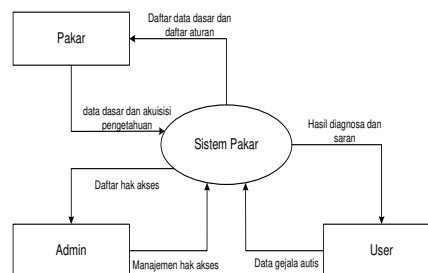 Daftar data dasar dan
daftar aturan
Pakar
data dasar dan akuisisi
pengetahuan
Hasil diagnosa dan
saran
Sistem Pakar
Daftar hak akses
Admin
Manajemen hak akses
Data gejala autis
User